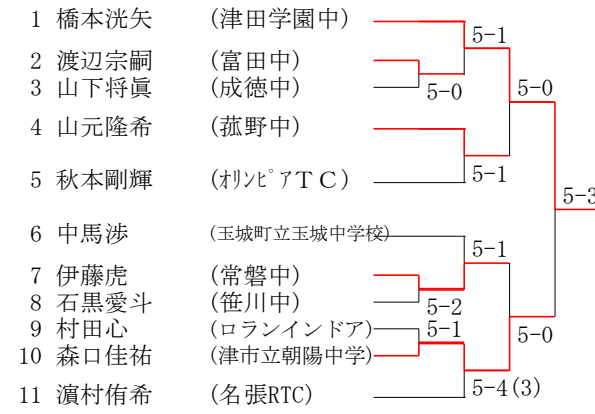 1 橋本洸矢 (津田学園中)
5-1
2 渡辺宗嗣 (富田中)
5-0
3 山下将眞 (成徳中)
5-0
4 山元隆希 (菰野中)
5-1
5 秋本剛輝 (ｵﾘﾝﾋﾟｱＴＣ)
5-3
6 中馬渉 (玉城町立玉城中学校)
5-1
7 伊藤虎 (常磐中)
8 石黒愛斗 (笹川中)
5-2
9 村田心 (ロランインドア)
5-1
5-0
10 森口佳祐 (津市立朝陽中学)
11 濵村侑希 (名張RTC)
5-4(3)